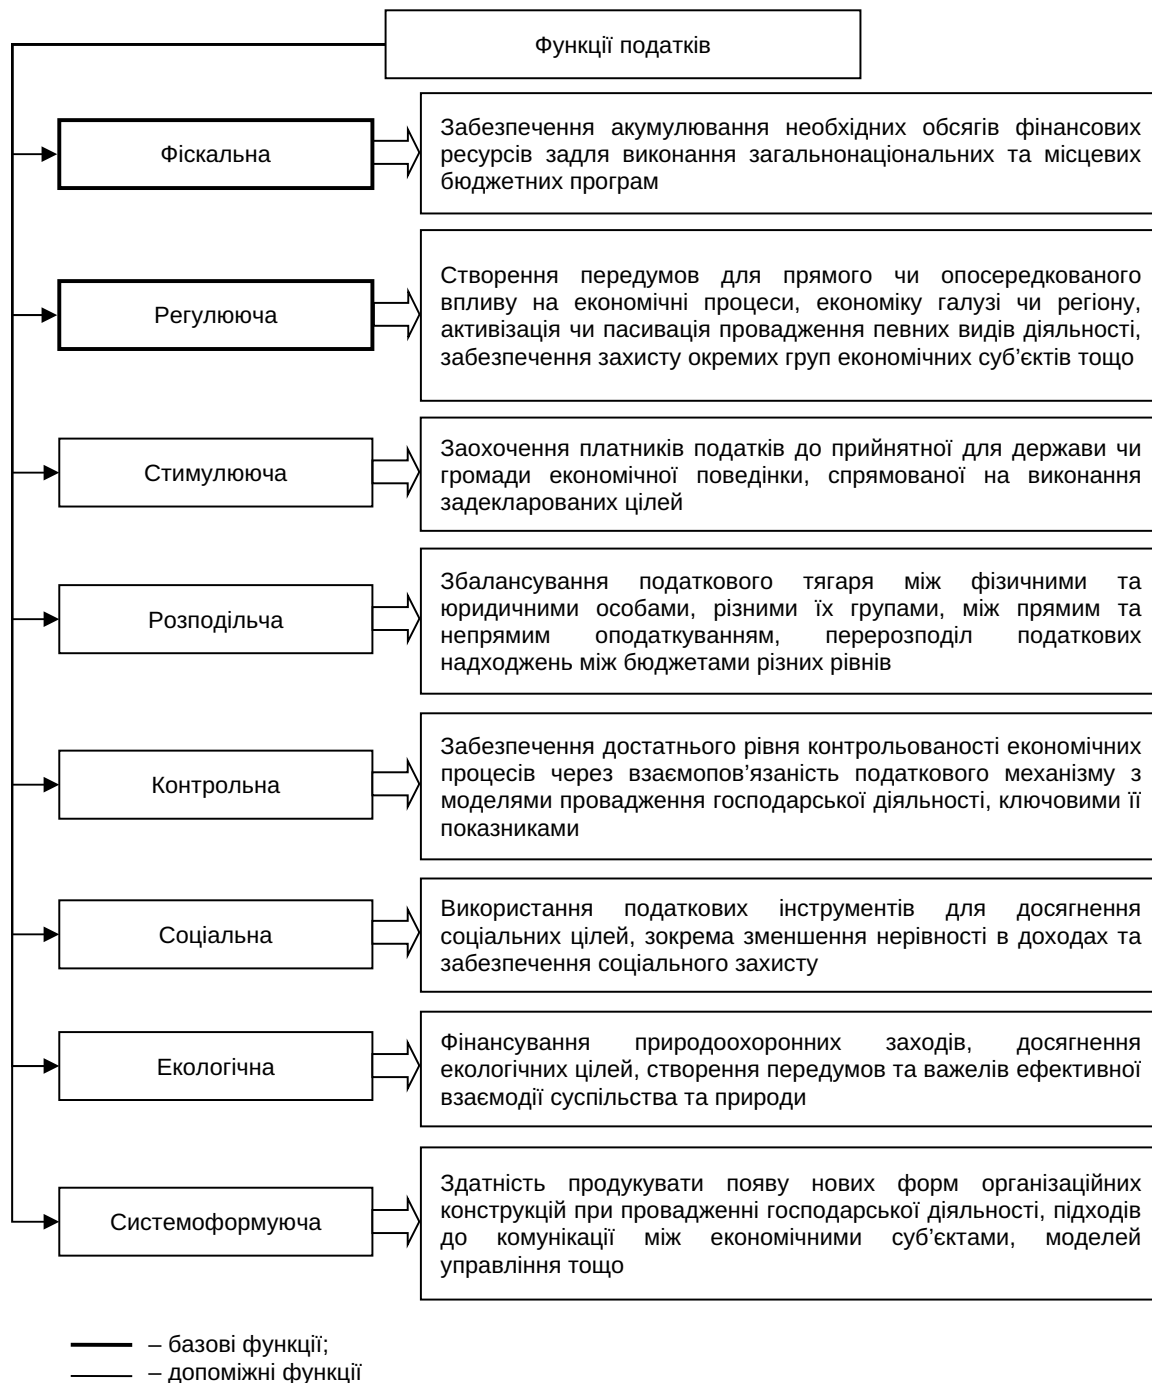 Функції податків
Фіскальна
Забезпечення акумулювання необхідних обсягів фінансових
ресурсів задля виконання загальнонаціональних та місцевих
бюджетних програм
Регулююча
Створення передумов для прямого чи опосередкованого
впливу на економічні процеси, економіку галузі чи регіону,
активізація чи пасивація провадження певних видів діяльності,
забезпечення захисту окремих груп економічних суб’єктів тощо
Стимулююча
Заохочення платників податків до прийнятної для держави чи
громади економічної поведінки, спрямованої на виконання
задекларованих цілей
Розподільча
Збалансування податкового тягаря між фізичними та
юридичними особами, різними їх групами, між прямим та
непрямим оподаткуванням, перерозподіл податкових
надходжень між бюджетами різних рівнів
Контрольна
Забезпечення достатнього рівня контрольованості економічних
процесів через взаємопов’язаність податкового механізму з
моделями провадження господарської діяльності, ключовими її
показниками
Соціальна
Використання податкових інструментів для досягнення
соціальних цілей, зокрема зменшення нерівності в доходах та
забезпечення соціального захисту
Екологічна
Фінансування природоохоронних заходів, досягнення
екологічних цілей, створення передумов та важелів ефективної
взаємодії суспільства та природи
Системоформуюча
Здатність продукувати появу нових форм організаційних
конструкцій при провадженні господарської діяльності, підходів
до комунікації між економічними суб’єктами, моделей
управління тощо
– базові функції;
– допоміжні функції